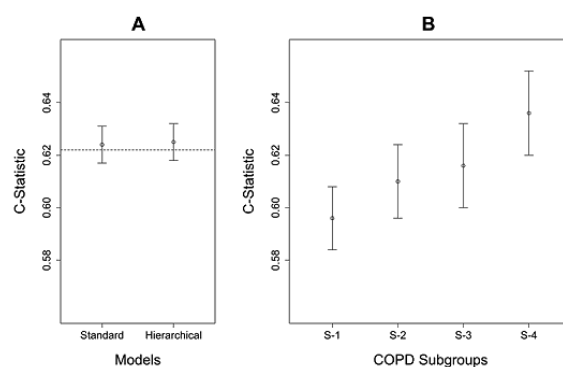 A
C-Statistic
0.64
0.62
0.60
0.58
Standard
Hierarchical
Models
B
C-Statistic
0.64
0.62
0.60
0.58
S-1
S-2
S-3
S-4
COPD Subgroups